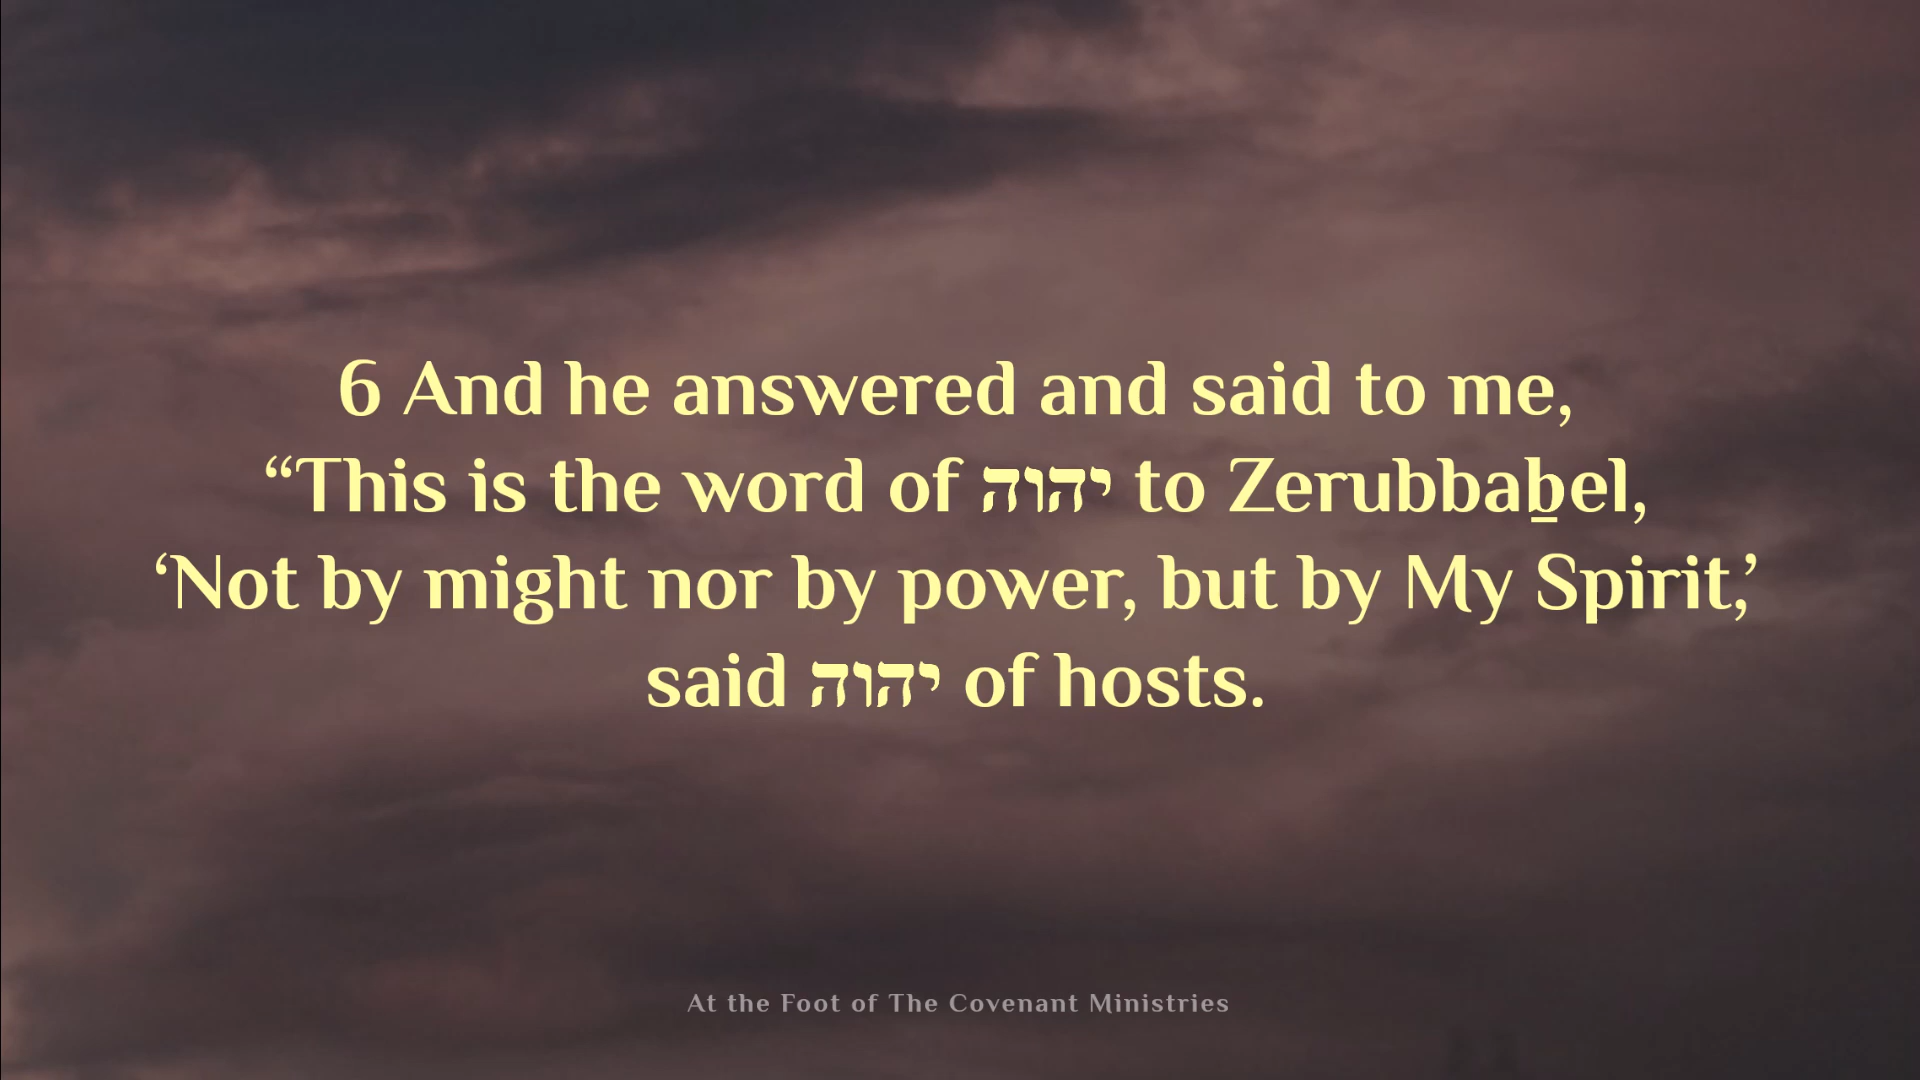 6 And he answered and said to me,
“This is the word of יהוה to Zerubbaḇel,
‘Not by might nor by power, but by My Spirit,’
said יהוה of hosts.
At the Foot of The Covenant Ministries